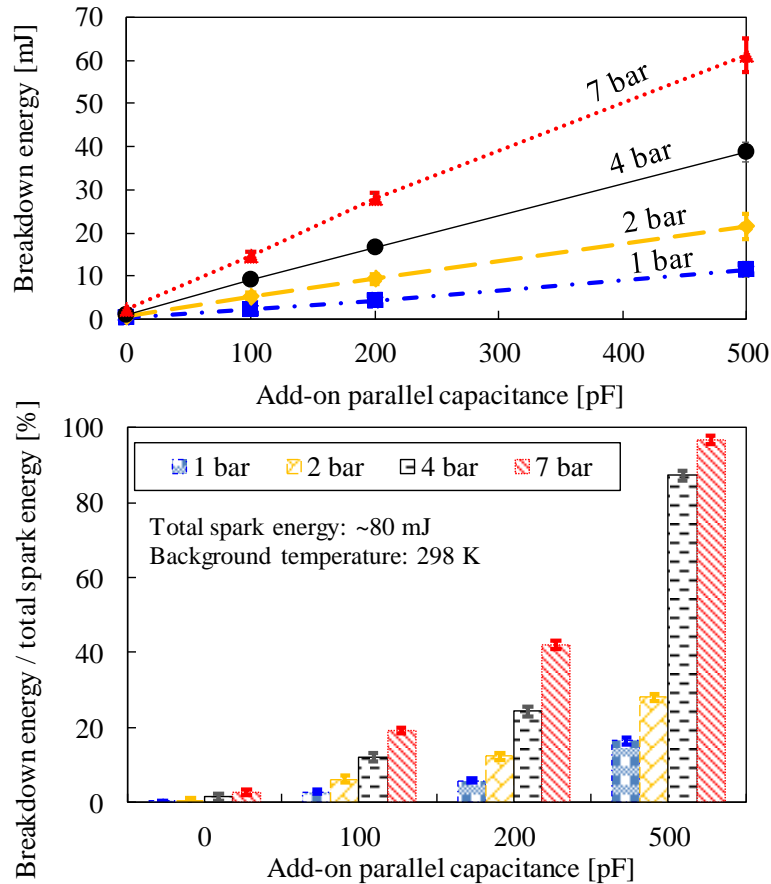 Breakdown energy [mJ]
70
60
50
40
30
20
10
0
7 bar
4 bar
2 bar
1 bar
0 100 200 300 400 500
Add-on parallel capacitance [pF]
Breakdown energy / total spark energy [%]
100
80
60
40
20
0
1 bar 2 bar 4 bar 7 bar
Total spark energy: ~80 mJ
Background temperature: 298 K
0 100 200 500
Add-on parallel capacitance [pF]